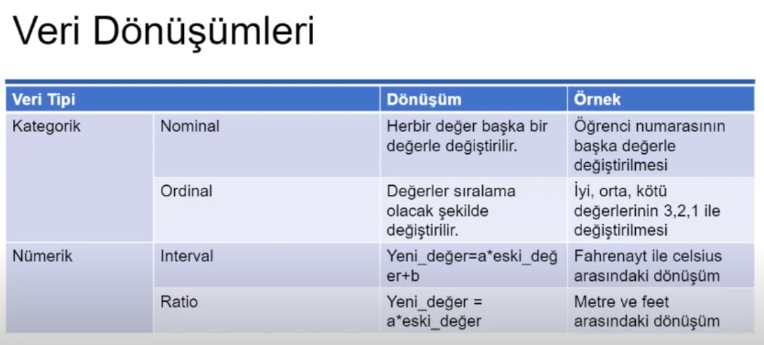 Veri Dönüşümleri
Veri Tipi Dönüşüm Örnek
Kategorik Nominal Herbir değer başka bir Öğrenci numarasının
değerle değiştirilir. başka değerle
değiştirilmesi
Ordinal Değerler sıralama İyi, orta, kötü
olacak şekilde değerlerinin 3,2,1 ile
değiştirilir. değiştirilmesi
Nümerik Interval Yeni_değer=a*eski_değ Fahrenayt ile celsius
er+b arasındaki dönüşüm
Ratio Yeni_değer = Metre ve feet
a*eski_değer arasındaki dönüşüm